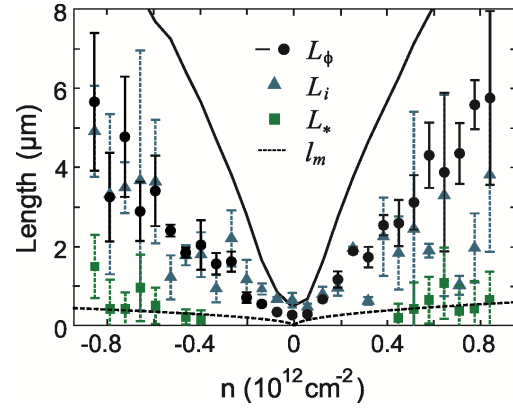 8
6
4
2
0
Length (μm)
L_ϕ
L_i
L_*
l_m
-0.8 -0.4 0 0.4 0.8
n (10^12 cm^-2)